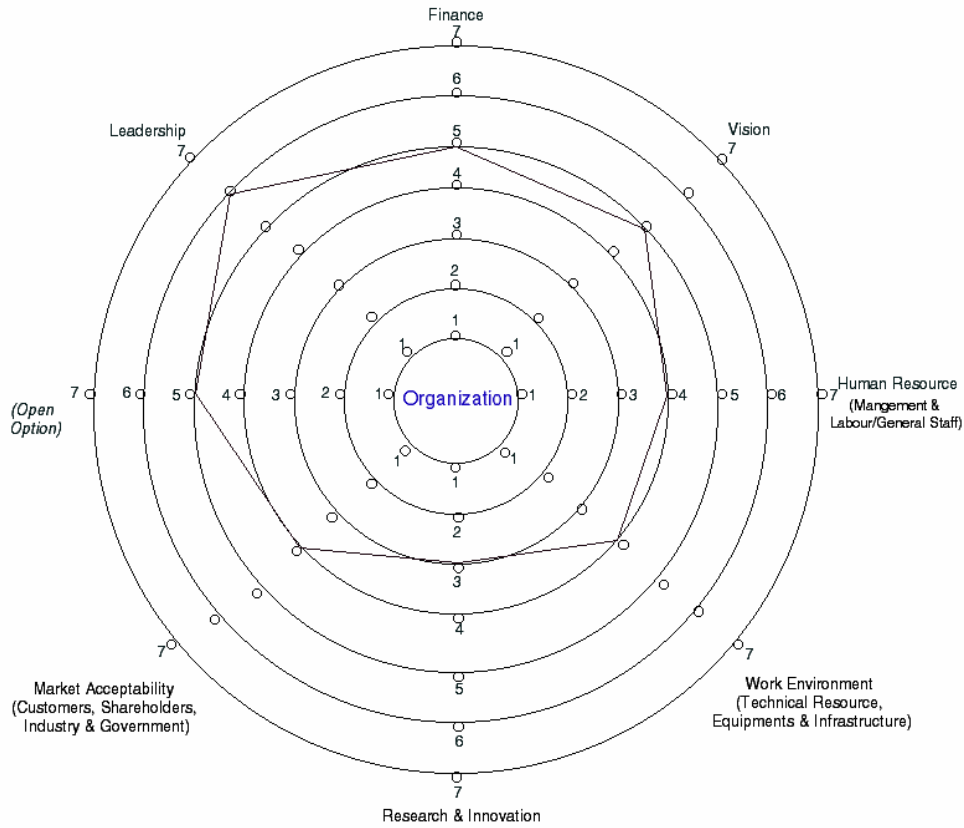 Finance
7
6
Leadership
Vision
7
5
7
4
3
2
1
1
1
7
6
5
4
3
2
1
Organization
1
2
3
4
5
6
7
Human Resource
(Mangement &
Labour/General Staff)
(Open
Option)
1
1
1
2
3
4
7
7
5
6
7
Market Acceptability
(Customers, Shareholders,
Industry & Government)
Work Environment
(Technical Resource,
Equipments & Infrastructure)
Research & Innovation